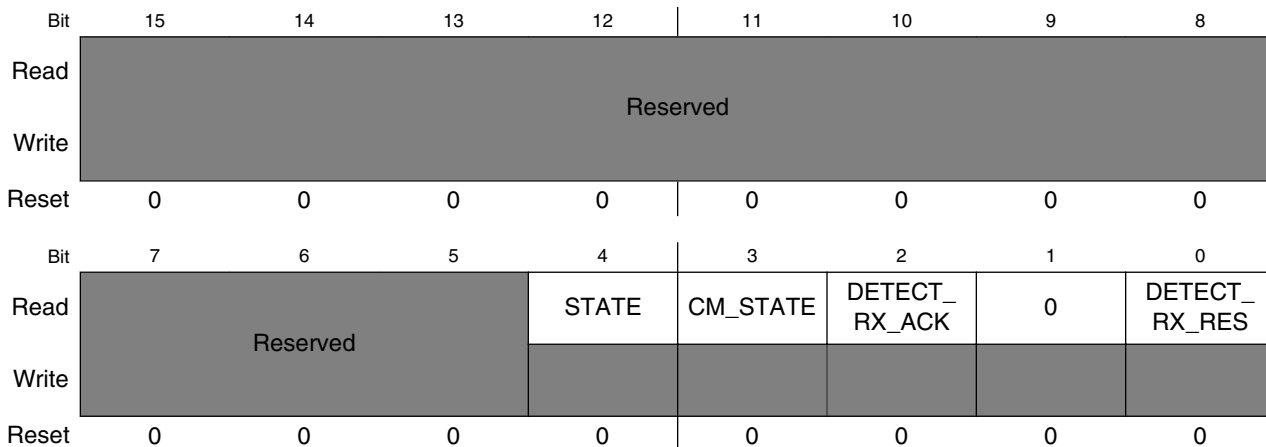 Bit 15 14 13 12 11 10 9 8
Read
Reserved
Write
Reset 0 0 0 0 0 0 0 0
Bit 7 6 5 4 3 2 1 0
Read STATE CM_STATE DETECT_ RX_ACK 0 DETECT_ RX_RES
Reserved
Write
Reset 0 0 0 0 0 0 0 0